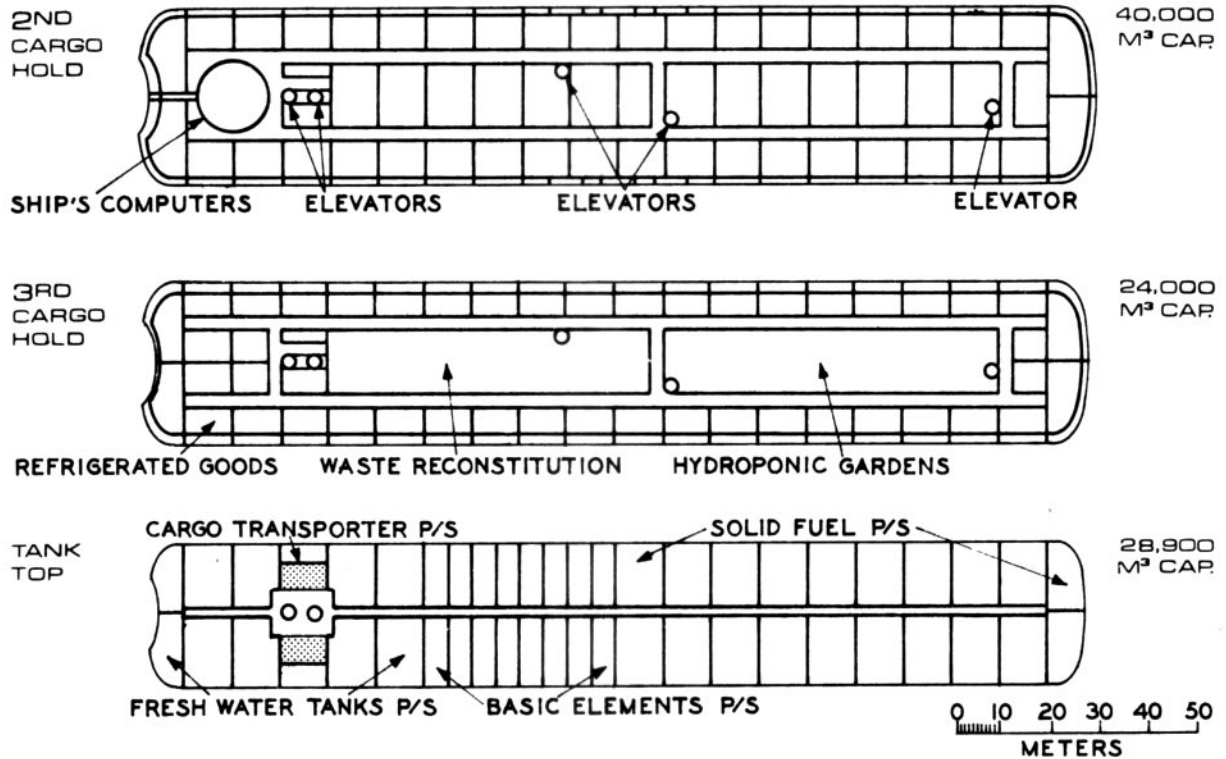 2ND
CARGO
HOLD
40,000
M³ CAP.
SHIP'S COMPUTERS
ELEVATORS
ELEVATORS
ELEVATOR
3RD
CARGO
HOLD
24,000
M³ CAP.
REFRIGERATED GOODS
WASTE RECONSTITUTION
HYDROPONIC GARDENS
CARGO TRANSPORTER P/S
SOLID FUEL P/S
TANK
TOP
28,900
M³ CAP.
FRESH WATER TANKS P/S
BASIC ELEMENTS P/S
0 10 20 30 40 50
METERS